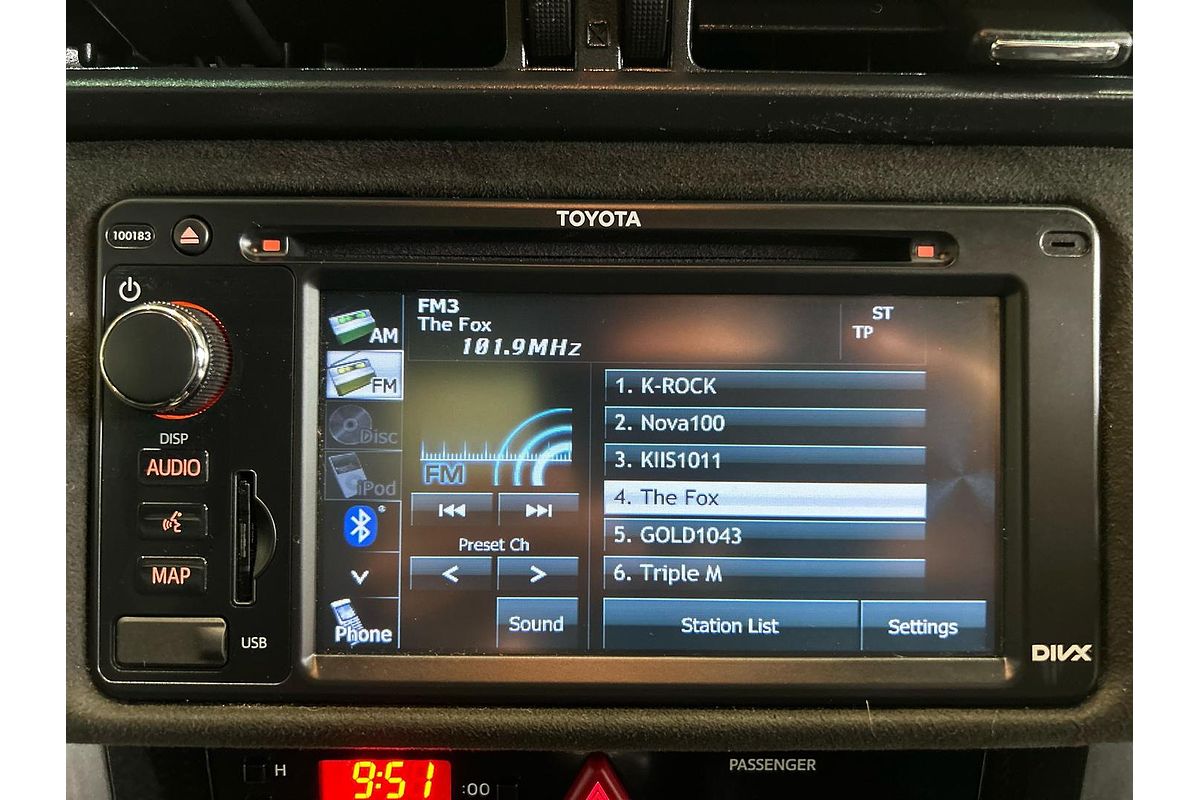 TOYOTA
100183
FM3
The Fox
101.9MHz
ST
TP
AM
FM
Disc
iPod
FM
Preset Ch
<
>
Sound
Phone
1. K-ROCK
2. Nova100
3. KIIS1011
4. The Fox
5. GOLD1043
6. Triple M
Station List
Settings
DISP
AUDIO
MAP
USB
DIVX
H
9:51
:00
PASSENGER